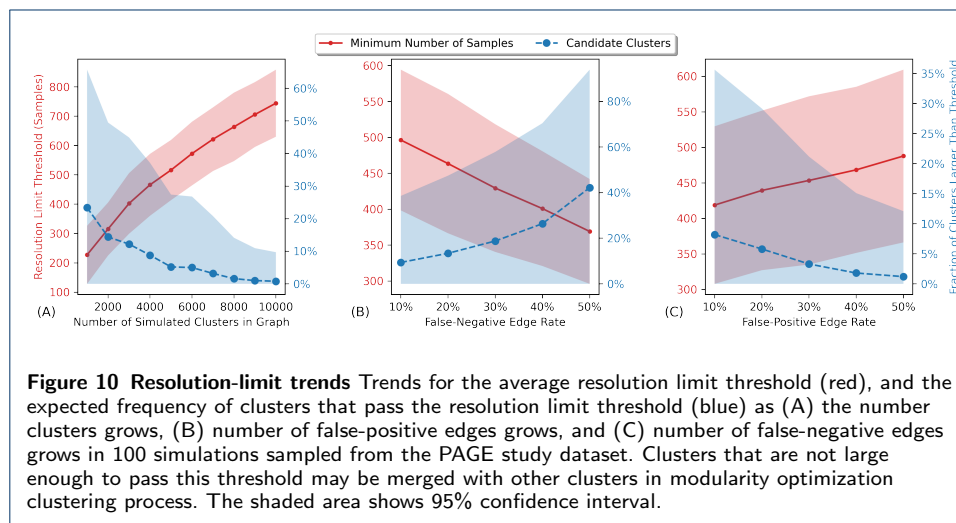 Minimum Number of Samples Candidate Clusters
Resolution Limit Threshold (Samples)
800
700
600
500
400
300
200
100
60%
50%
40%
30%
20%
10%
0%
2000 4000 6000 8000 10000
(A) Number of Simulated Clusters in Graph
600
550
500
450
400
350
300
80%
60%
40%
20%
0%
10% 20% 30% 40% 50%
(B) False-Negative Edge Rate
600
550
500
450
400
350
300
35%
30%
25%
20%
15%
10%
5%
0%
Fraction of Clusters Larger Than Threshold
10% 20% 30% 40% 50%
(C) False-Positive Edge Rate
Figure 10 Resolution-limit trends Trends for the average resolution limit threshold (red), and the
expected frequency of clusters that pass the resolution limit threshold (blue) as (A) the number
clusters grows, (B) number of false-positive edges grows, and (C) number of false-negative edges
grows in 100 simulations sampled from the PAGE study dataset. Clusters that are not large
enough to pass this threshold may be merged with other clusters in modularity optimization
clustering process. The shaded area shows 95% confidence interval.